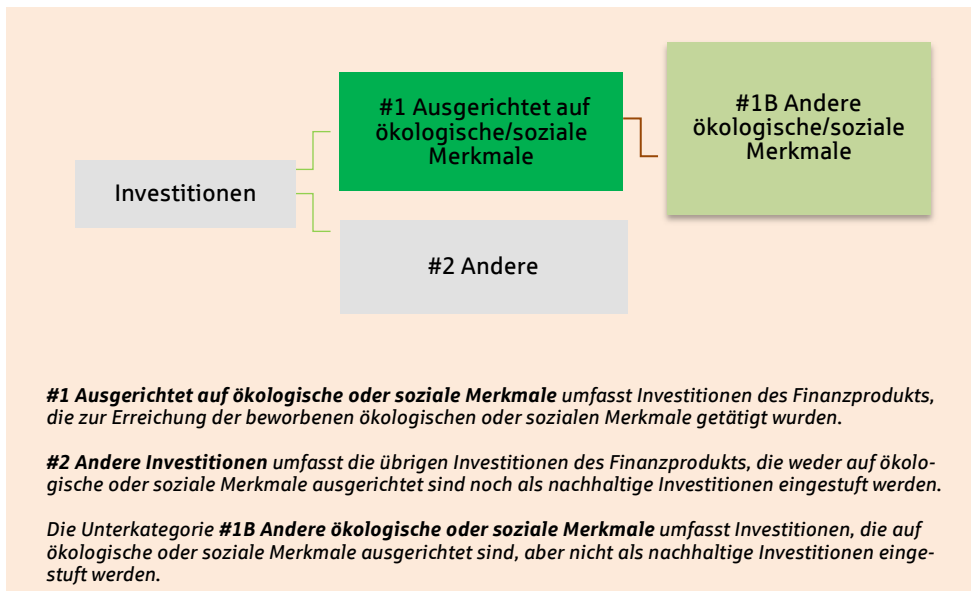 #1 Ausgerichtet auf
ökologische/soziale
Merkmale
#1B Andere
ökologische/soziale
Merkmale
Investitionen
#2 Andere
#1 Ausgerichtet auf ökologische oder soziale Merkmale umfasst Investitionen des Finanzprodukts,
die zur Erreichung der beworbenen ökologischen oder sozialen Merkmale getätigt wurden.
#2 Andere Investitionen umfasst die übrigen Investitionen des Finanzprodukts, die weder auf ökolo-
gische oder soziale Merkmale ausgerichtet sind noch als nachhaltige Investitionen eingestuft werden.
Die Unterkategorie #1B Andere ökologische oder soziale Merkmale umfasst Investitionen, die auf
ökologische oder soziale Merkmale ausgerichtet sind, aber nicht als nachhaltige Investitionen einge-
stuft werden.